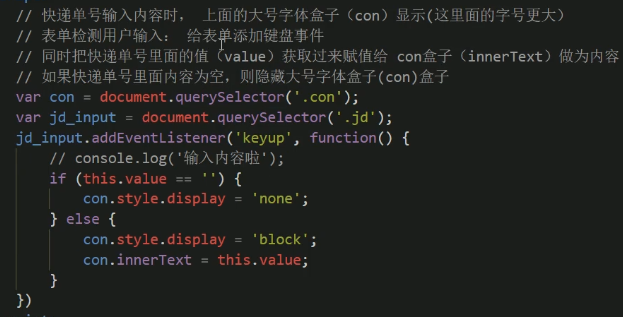 // 快递单号输入内容时， 上面的大号字体盒子（con）显示(这里面的字号更大）
// 表单检测用户输入： 给表单添加键盘事件
// 同时把快递单号里面的值（value）获取过来赋值给 con盒子（innerText）做为内容
// 如果快递单号里面内容为空，则隐藏大号字体盒子(con)盒子
var con = document.querySelector('.con');
var jd_input = document.querySelector('.jd');
jd_input.addEventListener('keyup', function() {
    // console.log('输入内容啦');
    if (this.value == '') {
        con.style.display = 'none';
    } else {
        con.style.display = 'block';
        con.innerText = this.value;
    }
})